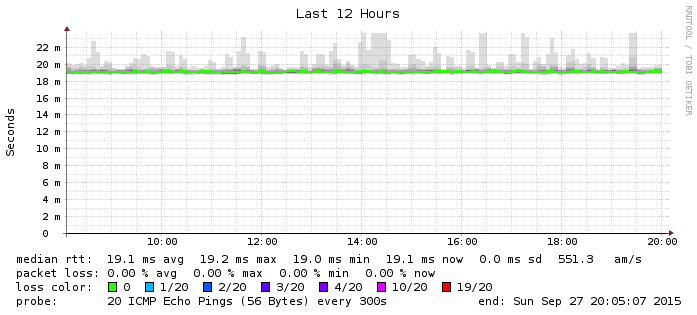 Last 12 Hours
RRDTOOL / TOBI OETIKER
Seconds
22 m
20 m
18 m
16 m
14 m
12 m
10 m
8 m
6 m
4 m
2 m
0
10:00 12:00 14:00 16:00 18:00 20:00
median rtt: 19.1 ms avg 19.2 ms max 19.0 ms min 19.1 ms now 0.0 ms sd 551.3 am/s
packet loss: 0.00 % avg 0.00 % max 0.00 % min 0.00 % now
loss color: 0 1/20 2/20 3/20 4/20 10/20 19/20
probe: 20 ICMP Echo Pings (56 Bytes) every 300s end: Sun Sep 27 20:05:07 2015